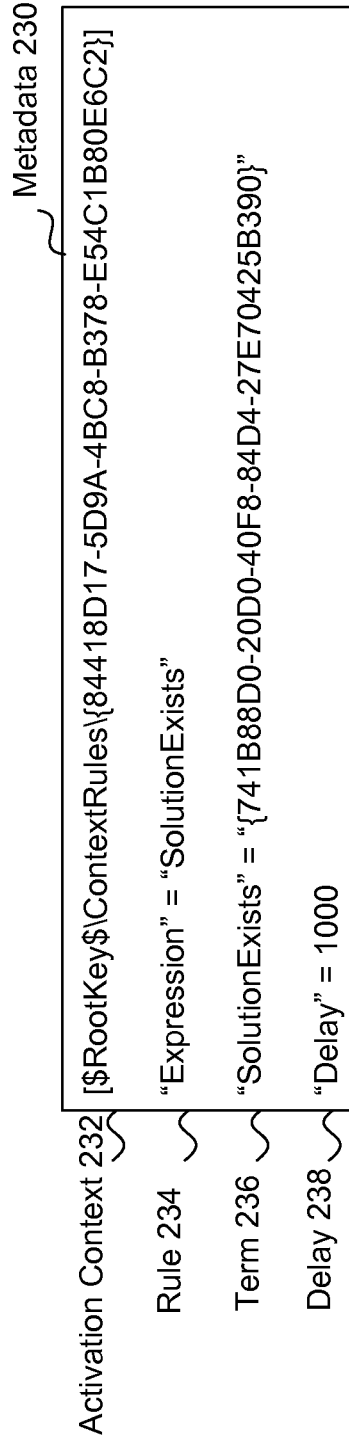 Metadata 230
Activation Context 232
[$RootKey$\ContextRules\{84418D17-5D9A-4BC8-B378-E54C1B80E6C2}]
Rule 234
“Expression” = “SolutionExists”
Term 236
“SolutionExists” = “{741B88D0-20D0-40F8-84D4-27E70425B390}”
Delay 238
“Delay” = 1000